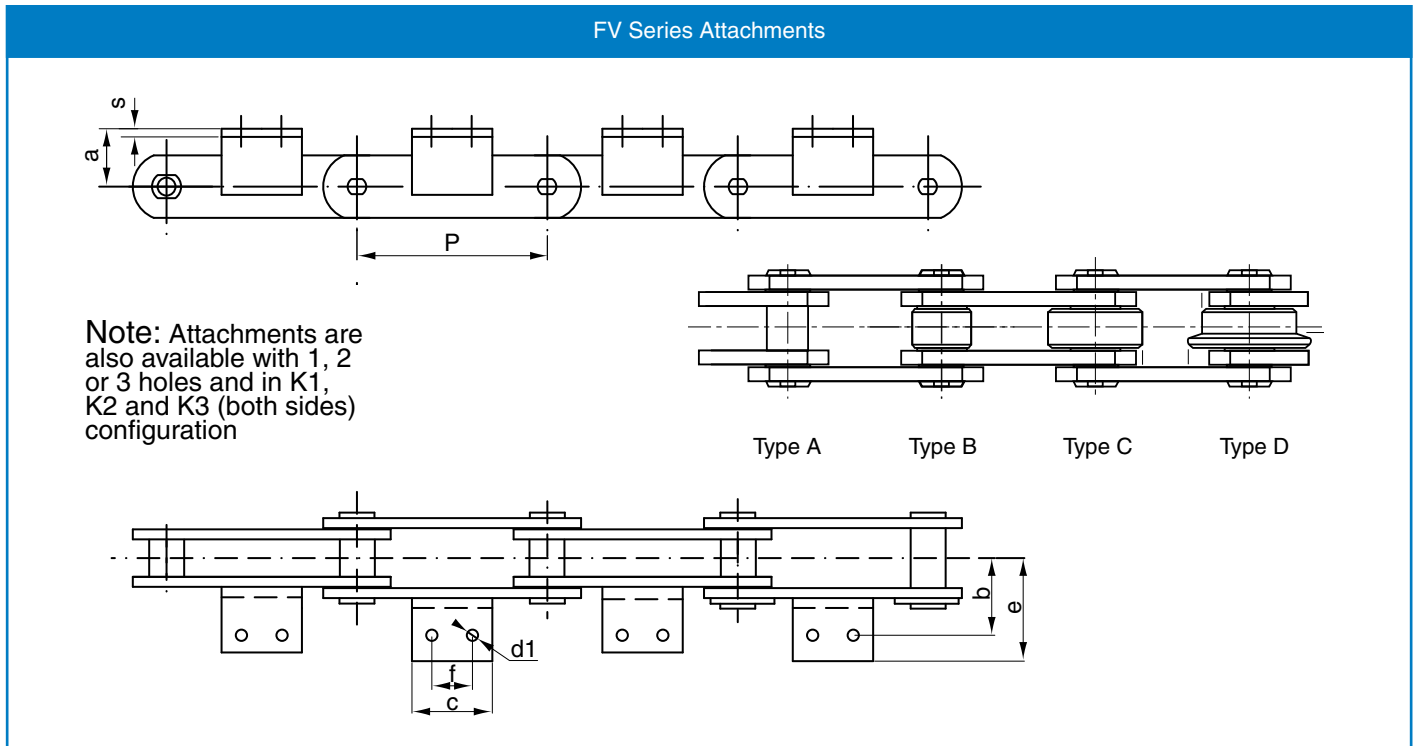 FV Series Attachments
s
a
P
Note: Attachments are
also available with 1, 2
or 3 holes and in K1,
K2 and K3 (both sides)
configuration
Type A
Type B
Type C
Type D
b
e
d1
f
c